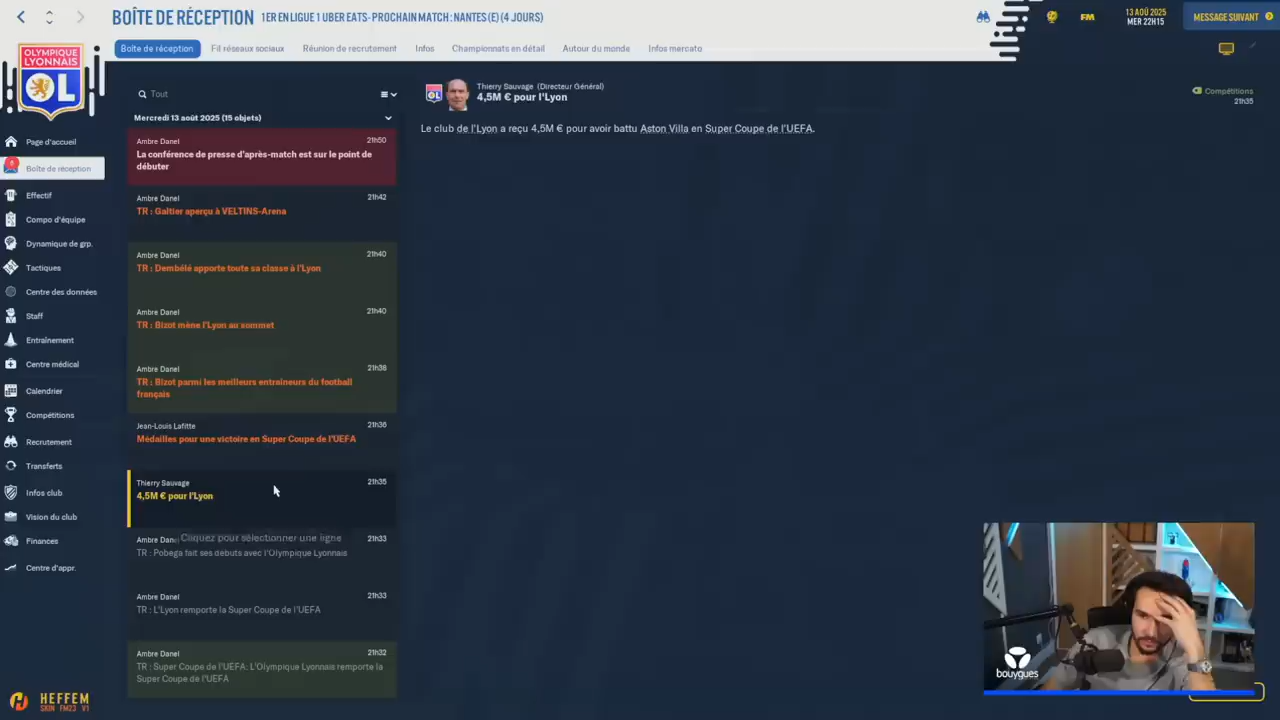 BOÎTE DE RÉCEPTION
1ER EN LIGUE 1 UBER EATS- PROCHAIN MATCH : NANTES (E) (4 JOURS)
FM
13 AOÛ 2025
MER 22H15
MESSAGE SUIVANT
OLYMPIQUE
LYONNAIS
OL
Boîte de réception
Fil réseaux sociaux
Réunion de recrutement
Infos
Championnats en détail
Autour du monde
Infos mercato
Page d'accueil
Boîte de réception
Effectif
Compo d'équipe
Dynamique de grp.
Tactiques
Centre des données
Staff
Entraînement
Centre médical
Calendrier
Compétitions
Recrutement
Transferts
Infos club
Vision du club
Finances
Centre d'appr.
HEFFEM
SKIN FM23 V1
Tout
Mercredi 13 août 2025 (15 objets)
Ambre Danel 21h50
La conférence de presse d'après-match est sur le point de
débuter
Ambre Danel 21h42
TR : Galtier aperçu à VELTINS-Arena
Ambre Danel 21h40
TR : Dembélé apporte toute sa classe à l'Lyon
Ambre Danel 21h40
TR : Bizot mène l'Lyon au sommet
Ambre Danel 21h38
TR : Bizot parmi les meilleurs entraîneurs du football
français
Jean-Louis Lafitte 21h36
Médailles pour une victoire en Super Coupe de l'UEFA
Thierry Sauvage 21h35
4,5M € pour l'Lyon
Cliquez pour sélectionner une ligne
Ambre Danel 21h33
TR : Pobega fait ses débuts avec l'Olympique Lyonnais
Ambre Danel 21h33
TR : L'Lyon remporte la Super Coupe de l'UEFA
Ambre Danel 21h32
TR : Super Coupe de l'UEFA: L'Olympique Lyonnais remporte la
Super Coupe de l'UEFA
Thierry Sauvage (Directeur Général)
4,5M € pour l'Lyon
Compétitions
21h35
Le club de l'Lyon a reçu 4,5M € pour avoir battu Aston Villa en Super Coupe de l'UEFA.
bouygues